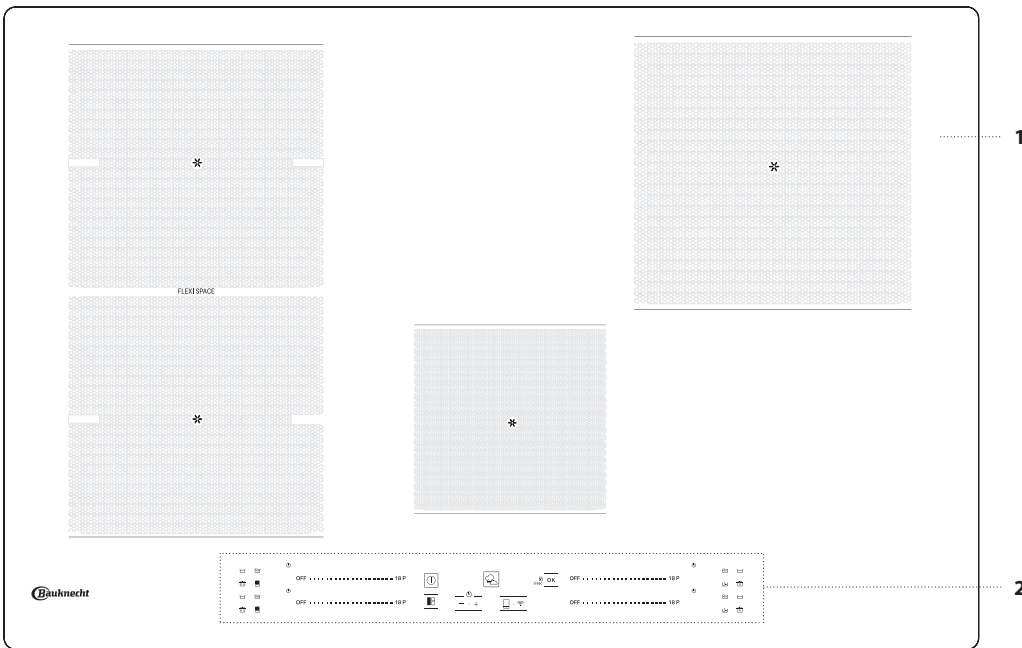 1
FLEXI SPACE
OFF 18 P
OK
OFF 18 P
OFF 18 P
− +
OFF 18 P
2
Bauknecht